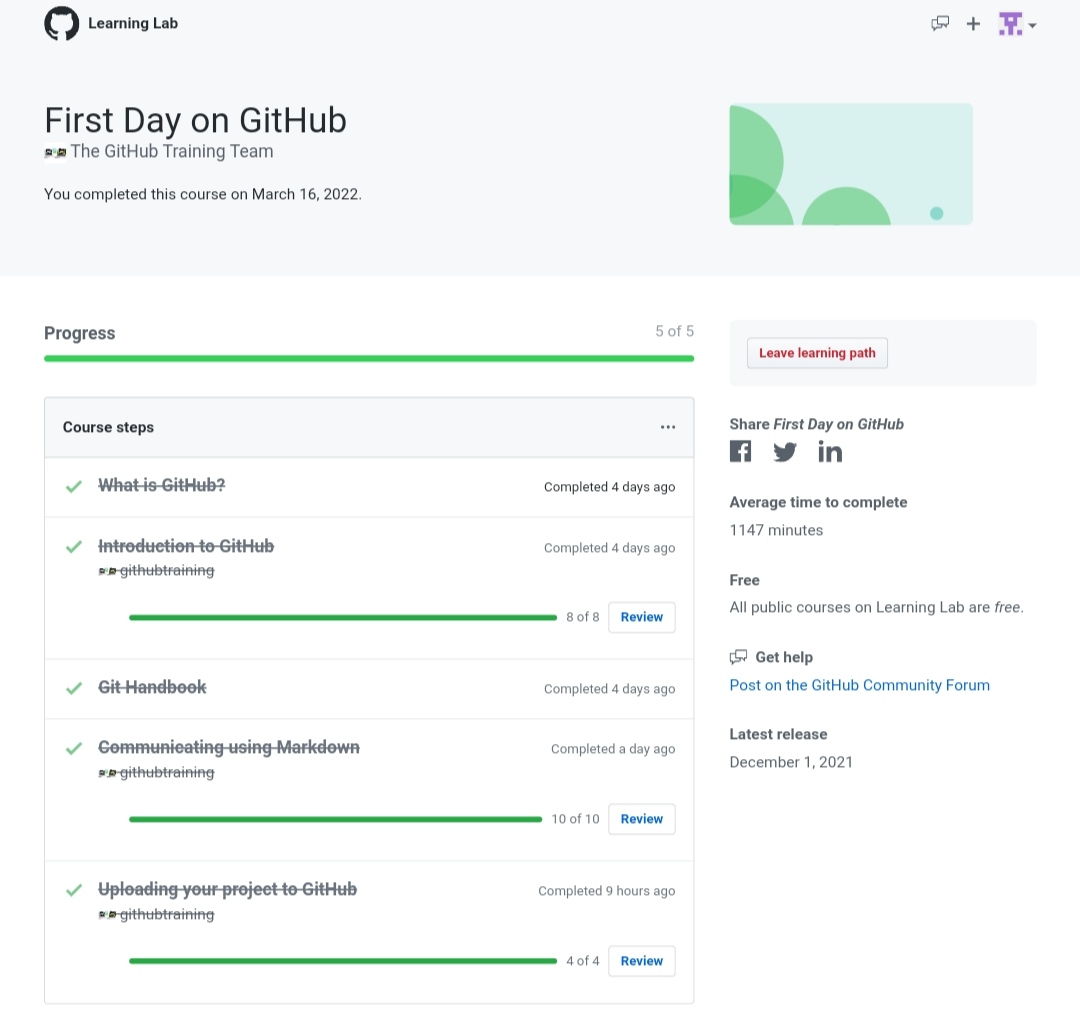 Learning Lab
First Day on GitHub
The GitHub Training Team
You completed this course on March 16, 2022.
Progress
5 of 5
Course steps
What is GitHub?
Completed 4 days ago
Introduction to GitHub
Completed 4 days ago
githubtraining
8 of 8
Review
Git Handbook
Completed 4 days ago
Communicating using Markdown
Completed a day ago
githubtraining
10 of 10
Review
Uploading your project to GitHub
Completed 9 hours ago
githubtraining
4 of 4
Review
Leave learning path
Share First Day on GitHub
Average time to complete
1147 minutes
Free
All public courses on Learning Lab are free.
Get help
Post on the GitHub Community Forum
Latest release
December 1, 2021